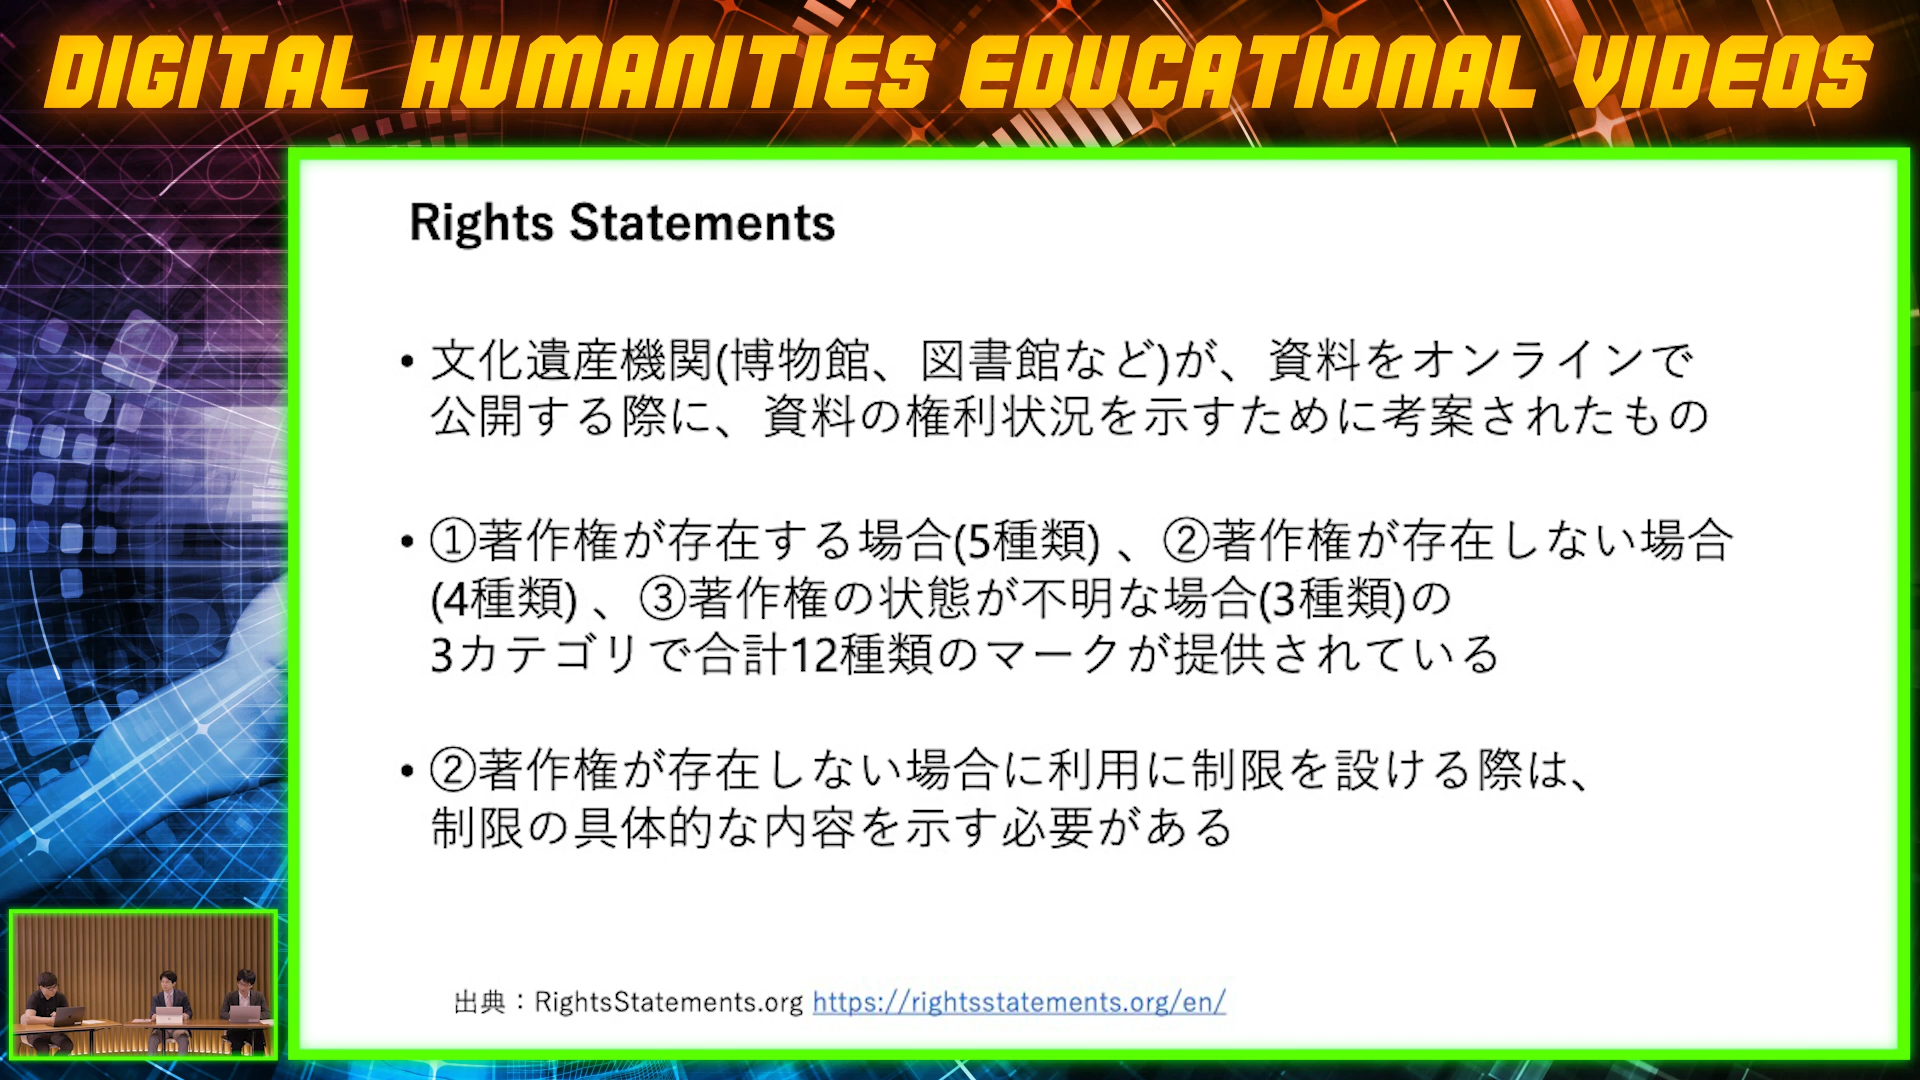 DIGITAL HUMANITIES EDUCATIONAL VIDEOS
Rights Statements
• 文化遺産機関(博物館、図書館など)が、資料をオンラインで
公開する際に、資料の権利状況を示すために考案されたもの
• ①著作権が存在する場合(5種類) 、②著作権が存在しない場合
(4種類) 、③著作権の状態が不明な場合(3種類)の
3カテゴリで合計12種類のマークが提供されている
• ②著作権が存在しない場合に利用に制限を設ける際は、
制限の具体的な内容を示す必要がある
出典：RightsStatements.org https://rightsstatements.org/en/